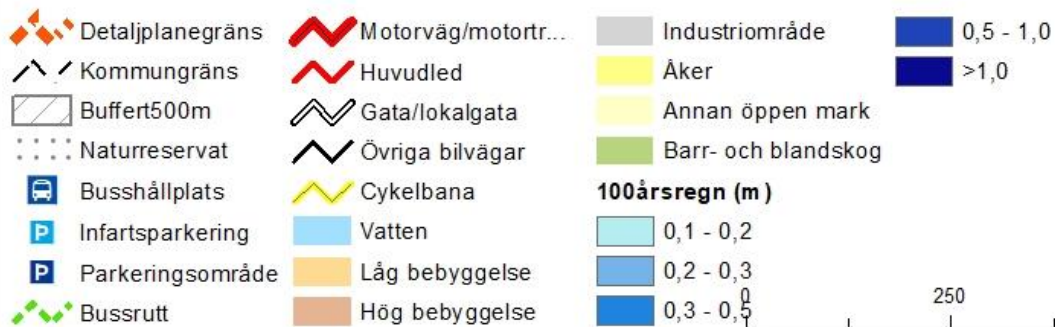 Detaljplanegräns
Kommungräns
Buffert500m
Naturreservat
Busshållplats
P Infartsparkering
P Parkeringsområde
Bussrutt
Motorväg/motortr...
Huvudled
Gata/lokalgata
Övriga bilvägar
Cykelbana
Vatten
Låg bebyggelse
Hög bebyggelse
Industriområde
Åker
Annan öppen mark
Barr- och blandskog
100årsregn (m)
0,1 - 0,2
0,2 - 0,3
0,3 - 0,5
0,5 - 1,0
>1,0
0 250